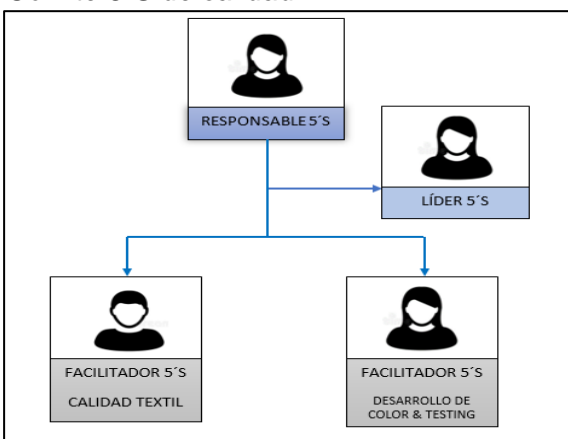 RESPONSABLE 5´S
LÍDER 5´S
FACILITADOR 5´S
CALIDAD TEXTIL
FACILITADOR 5´S
DESARROLLO DE
COLOR & TESTING